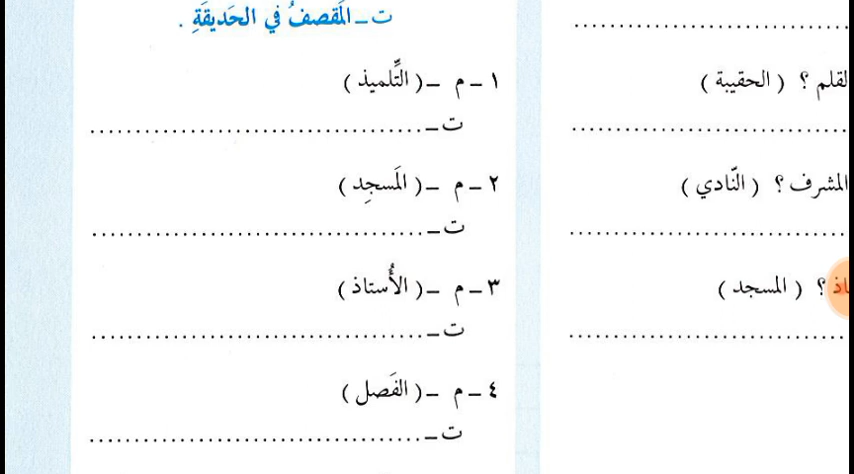 القلم ؟ ( الحقيبة )
........................
المشرف ؟ ( النّادي )
........................
؟ ( المسجد )
........................
ت ـ المَقصفُ في الحَديقَةِ .
١ ـ م ـ ( التِّلميذ )
ت ـ ........................
٢ ـ م ـ ( المَسجِد )
ت ـ ........................
٣ ـ م ـ ( الأُستاذ )
ت ـ ........................
٤ ـ م ـ ( الفَصل )
ت ـ ........................